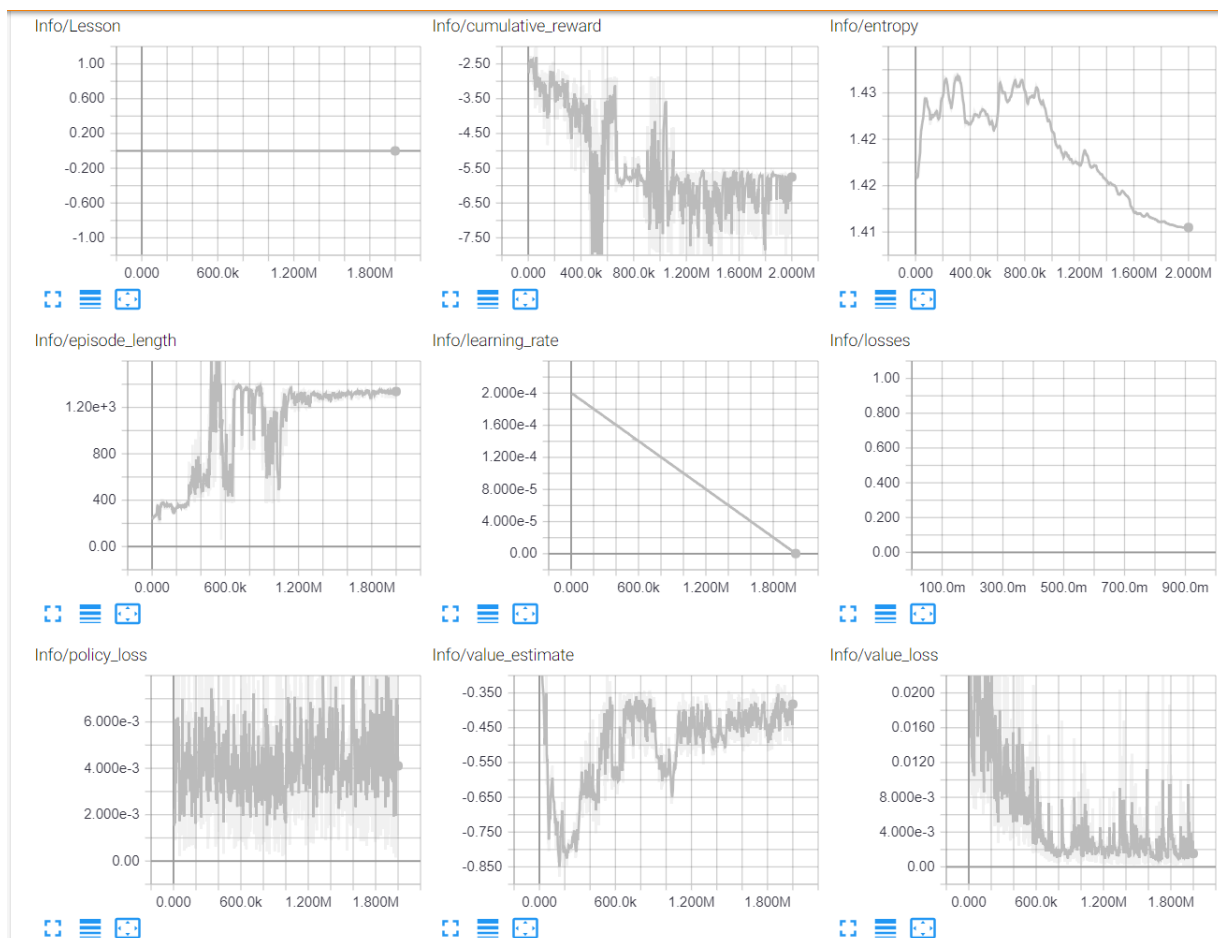 Info/Lesson
1.00
0.600
0.200
-0.200
-0.600
-1.00
0.000 600.0k 1.200M 1.800M
Info/cumulative_reward
-2.50
-3.50
-4.50
-5.50
-6.50
-7.50
0.000 400.0k 800.0k 1.200M 1.600M 2.000M
Info/entropy
1.43
1.42
1.42
1.41
0.000 400.0k 800.0k 1.200M 1.600M 2.000M
Info/episode_length
1.20e+3
800
400
0.00
0.000 600.0k 1.200M 1.800M
Info/learning_rate
2.000e-4
1.600e-4
1.200e-4
8.000e-5
4.000e-5
0.00
0.000 600.0k 1.200M 1.800M
Info/losses
1.00
0.800
0.600
0.400
0.200
0.00
100.0m 300.0m 500.0m 700.0m 900.0m
Info/policy_loss
6.000e-3
4.000e-3
2.000e-3
0.00
0.000 600.0k 1.200M 1.800M
Info/value_estimate
-0.350
-0.450
-0.550
-0.650
-0.750
-0.850
0.000 600.0k 1.200M 1.800M
Info/value_loss
0.0200
0.0160
0.0120
8.000e-3
4.000e-3
0.00
0.000 600.0k 1.200M 1.800M